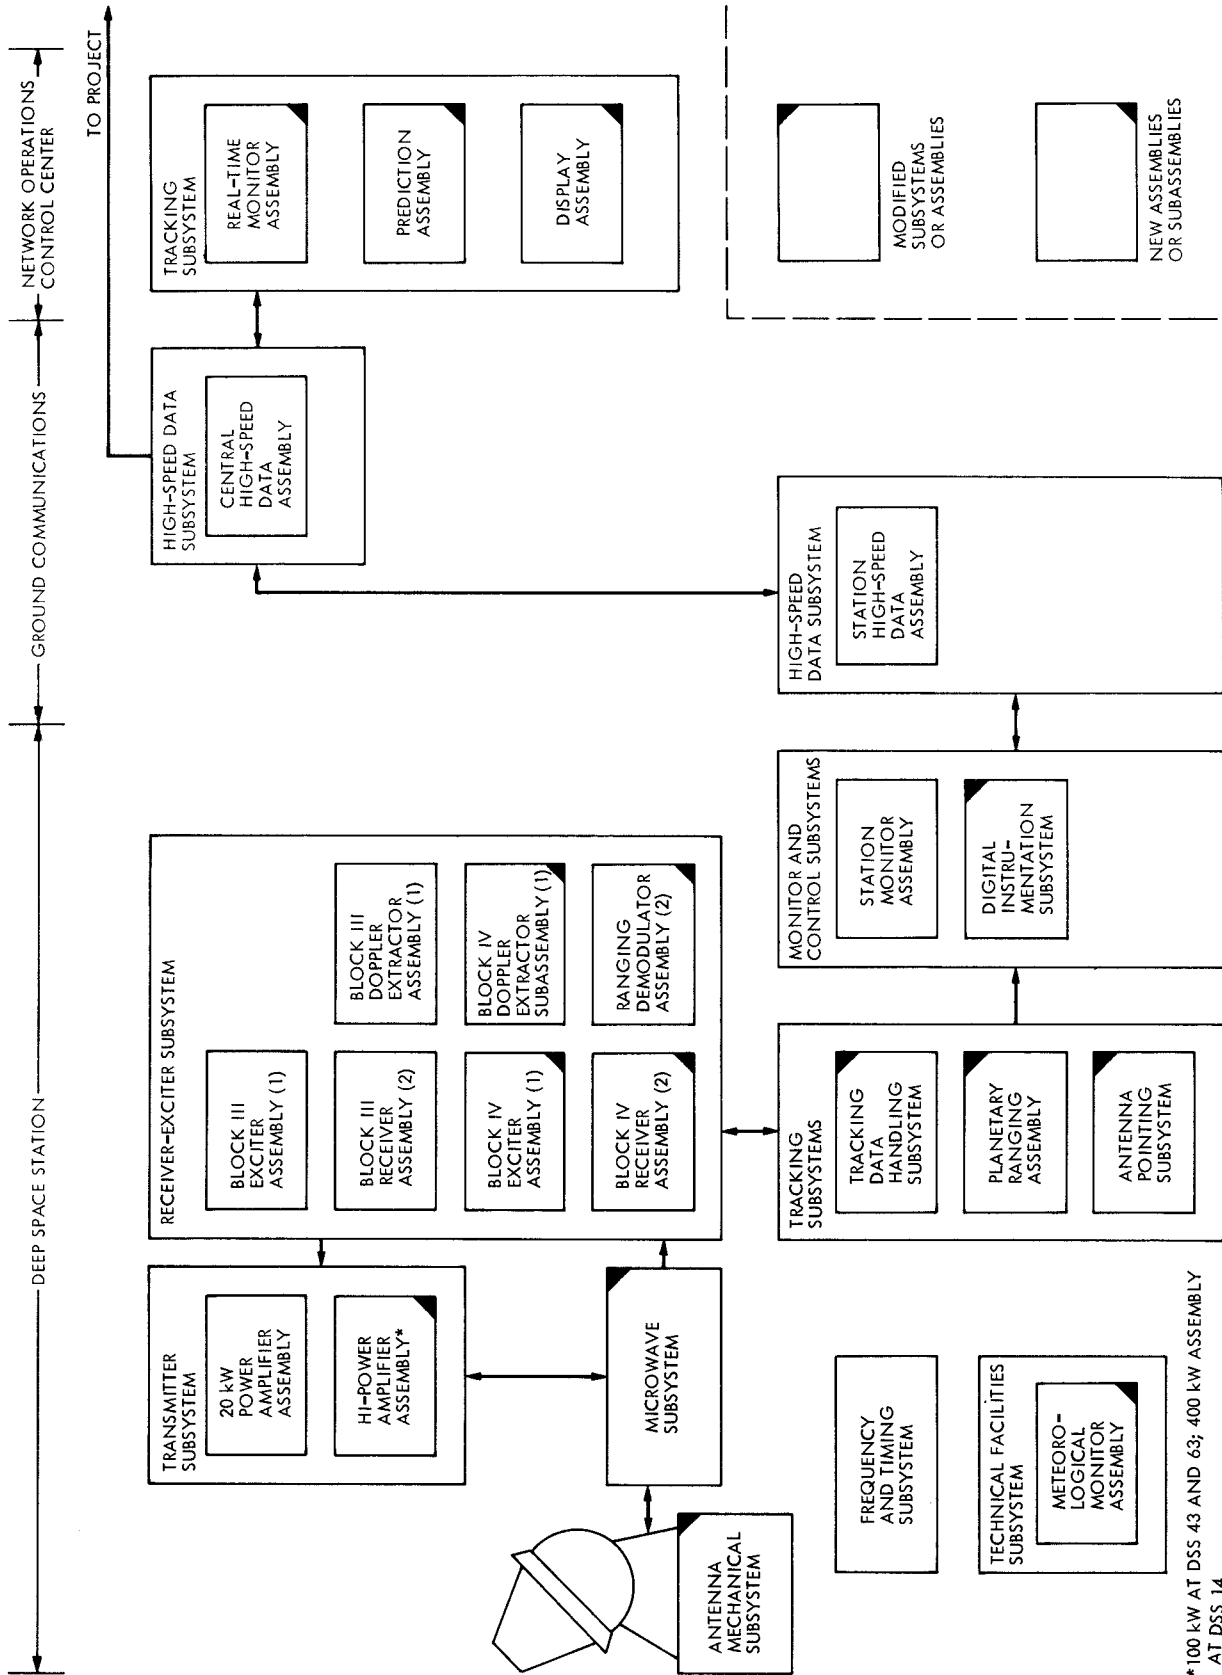 DEEP SPACE STATION
GROUND COMMUNICATIONS
NETWORK OPERATIONS
CONTROL CENTER
TO PROJECT
TRANSMITTER
SUBSYSTEM
20 kW
POWER
AMPLIFIER
ASSEMBLY
HI-POWER
AMPLIFIER
ASSEMBLY*
RECEIVER-EXCITER SUBSYSTEM
BLOCK III
EXCITER
ASSEMBLY (1)
BLOCK III
RECEIVER
ASSEMBLY (2)
BLOCK III
DOPPLER
EXTRACTOR
ASSEMBLY (1)
BLOCK IV
EXCITER
ASSEMBLY (1)
BLOCK IV
DOPPLER
EXTRACTOR
SUBASSEMBLY (1)
BLOCK IV
RECEIVER
ASSEMBLY (2)
RANGING
DEMODULATOR
ASSEMBLY (2)
HIGH-SPEED DATA
SUBSYSTEM
CENTRAL
HIGH-SPEED
DATA
ASSEMBLY
TRACKING
SUBSYSTEM
REAL-TIME
MONITOR
ASSEMBLY
PREDICTION
ASSEMBLY
DISPLAY
ASSEMBLY
MICROWAVE
SUBSYSTEM
ANTENNA
MECHANICAL
SUBSYSTEM
TRACKING
SUBSYSTEMS
TRACKING
DATA
HANDLING
SUBSYSTEM
PLANETARY
RANGING
ASSEMBLY
ANTENNA
POINTING
SUBSYSTEM
MONITOR AND
CONTROL SUBSYSTEMS
STATION
MONITOR
ASSEMBLY
DIGITAL
INSTRU-
MENTATION
SUBSYSTEM
HIGH-SPEED
DATA SUBSYSTEM
STATION
HIGH-SPEED
DATA
ASSEMBLY
MODIFIED
SUBSYSTEMS
OR ASSEMBLIES
NEW ASSEMBLIES
OR SUBASSEMBLIES
FREQUENCY
AND TIMING
SUBSYSTEM
TECHNICAL FACILITIES
SUBSYSTEM
METEORO-
LOGICAL
MONITOR
ASSEMBLY
*100 kW AT DSS 43 AND 63; 400 kW ASSEMBLY
AT DSS 14